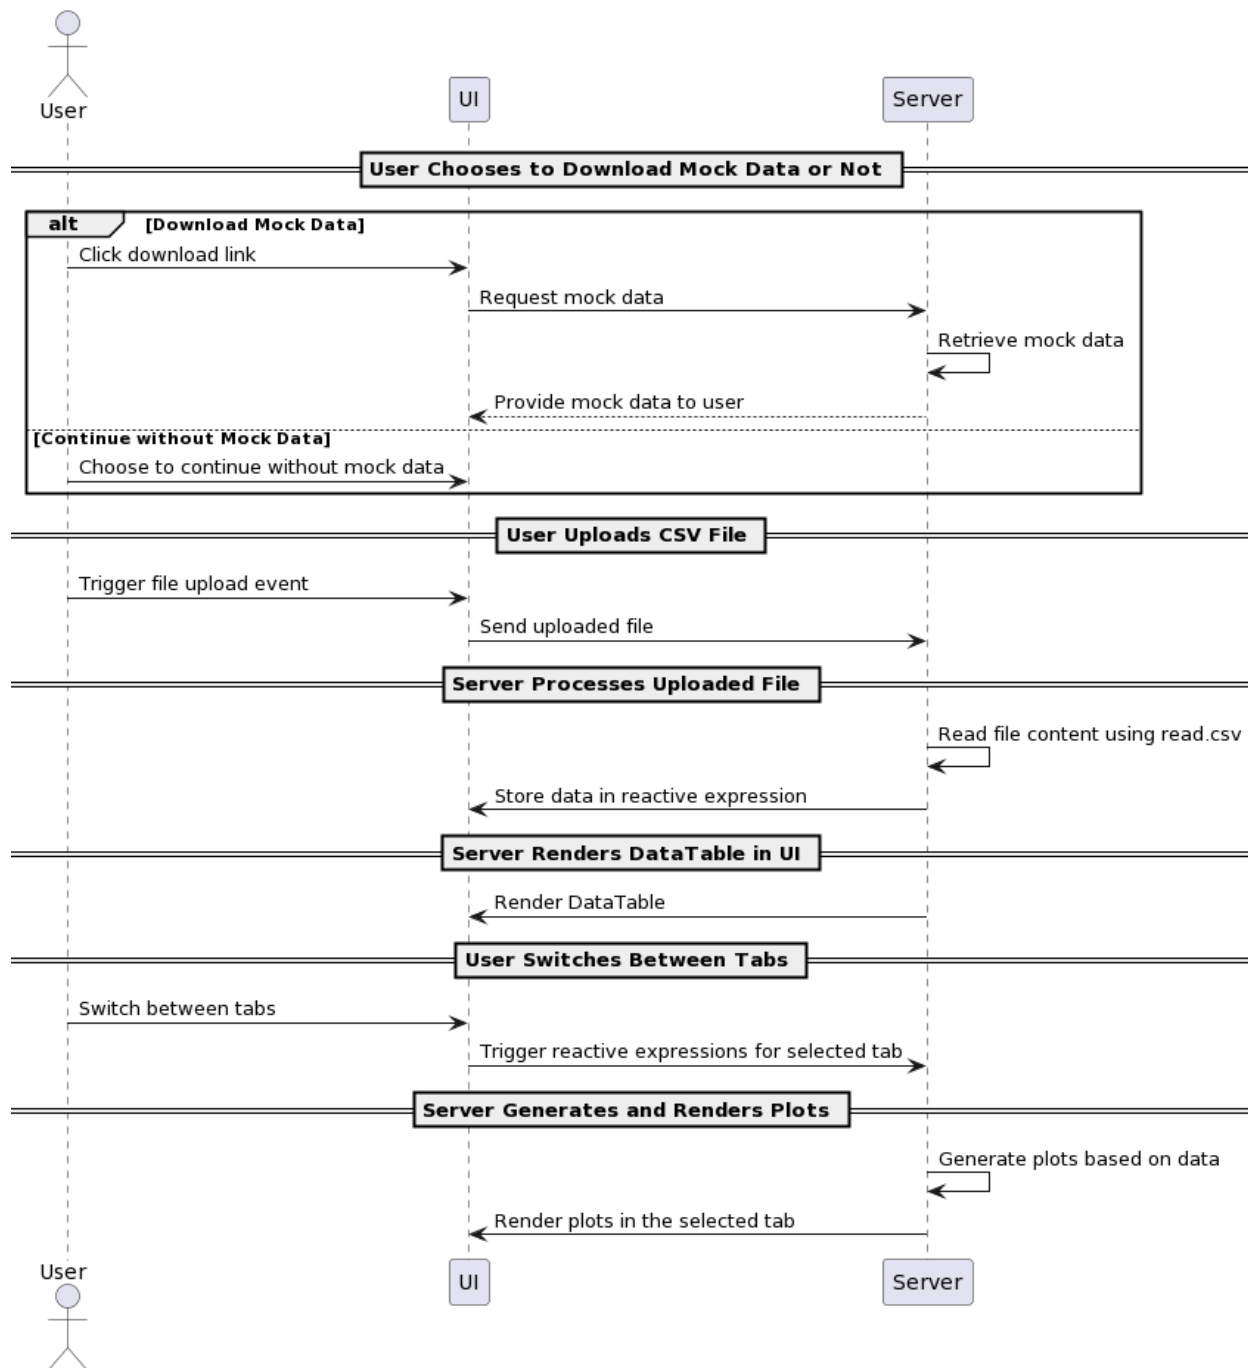 User
UI
Server
User Chooses to Download Mock Data or Not
alt
[Download Mock Data]
Click download link
Request mock data
Retrieve mock data
Provide mock data to user
[Continue without Mock Data]
Choose to continue without mock data
User Uploads CSV File
Trigger file upload event
Send uploaded file
Server Processes Uploaded File
Read file content using read.csv
Store data in reactive expression
Server Renders DataTable in UI
Render DataTable
User Switches Between Tabs
Switch between tabs
Trigger reactive expressions for selected tab
Server Generates and Renders Plots
Generate plots based on data
Render plots in the selected tab
User
UI
Server